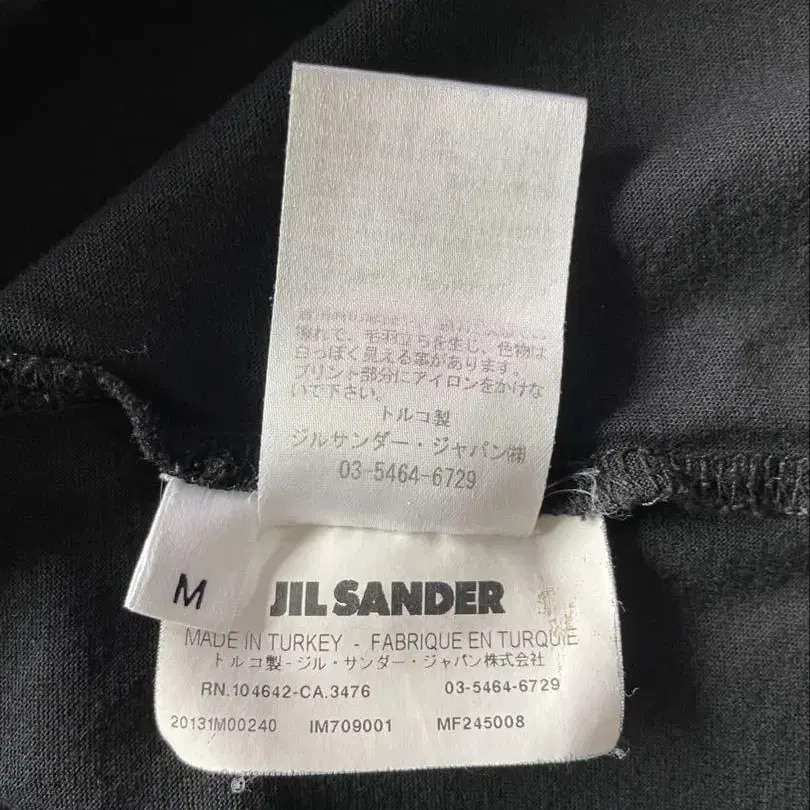 擦れて、毛羽立ちを生じ、色物は
白っぽく見える事があります。
プリント部分にアイロンをかけな
いで下さい。
トルコ製
ジルサンダー・ジャパン㈱
03-5464-6729
M
JIL SANDER
MADE IN TURKEY - FABRIQUE EN TURQUIE
トルコ製-ジル・サンダー・ジャパン株式会社
RN.104642-CA.3476 03-5464-6729
20131M00240 IM709001 MF245008